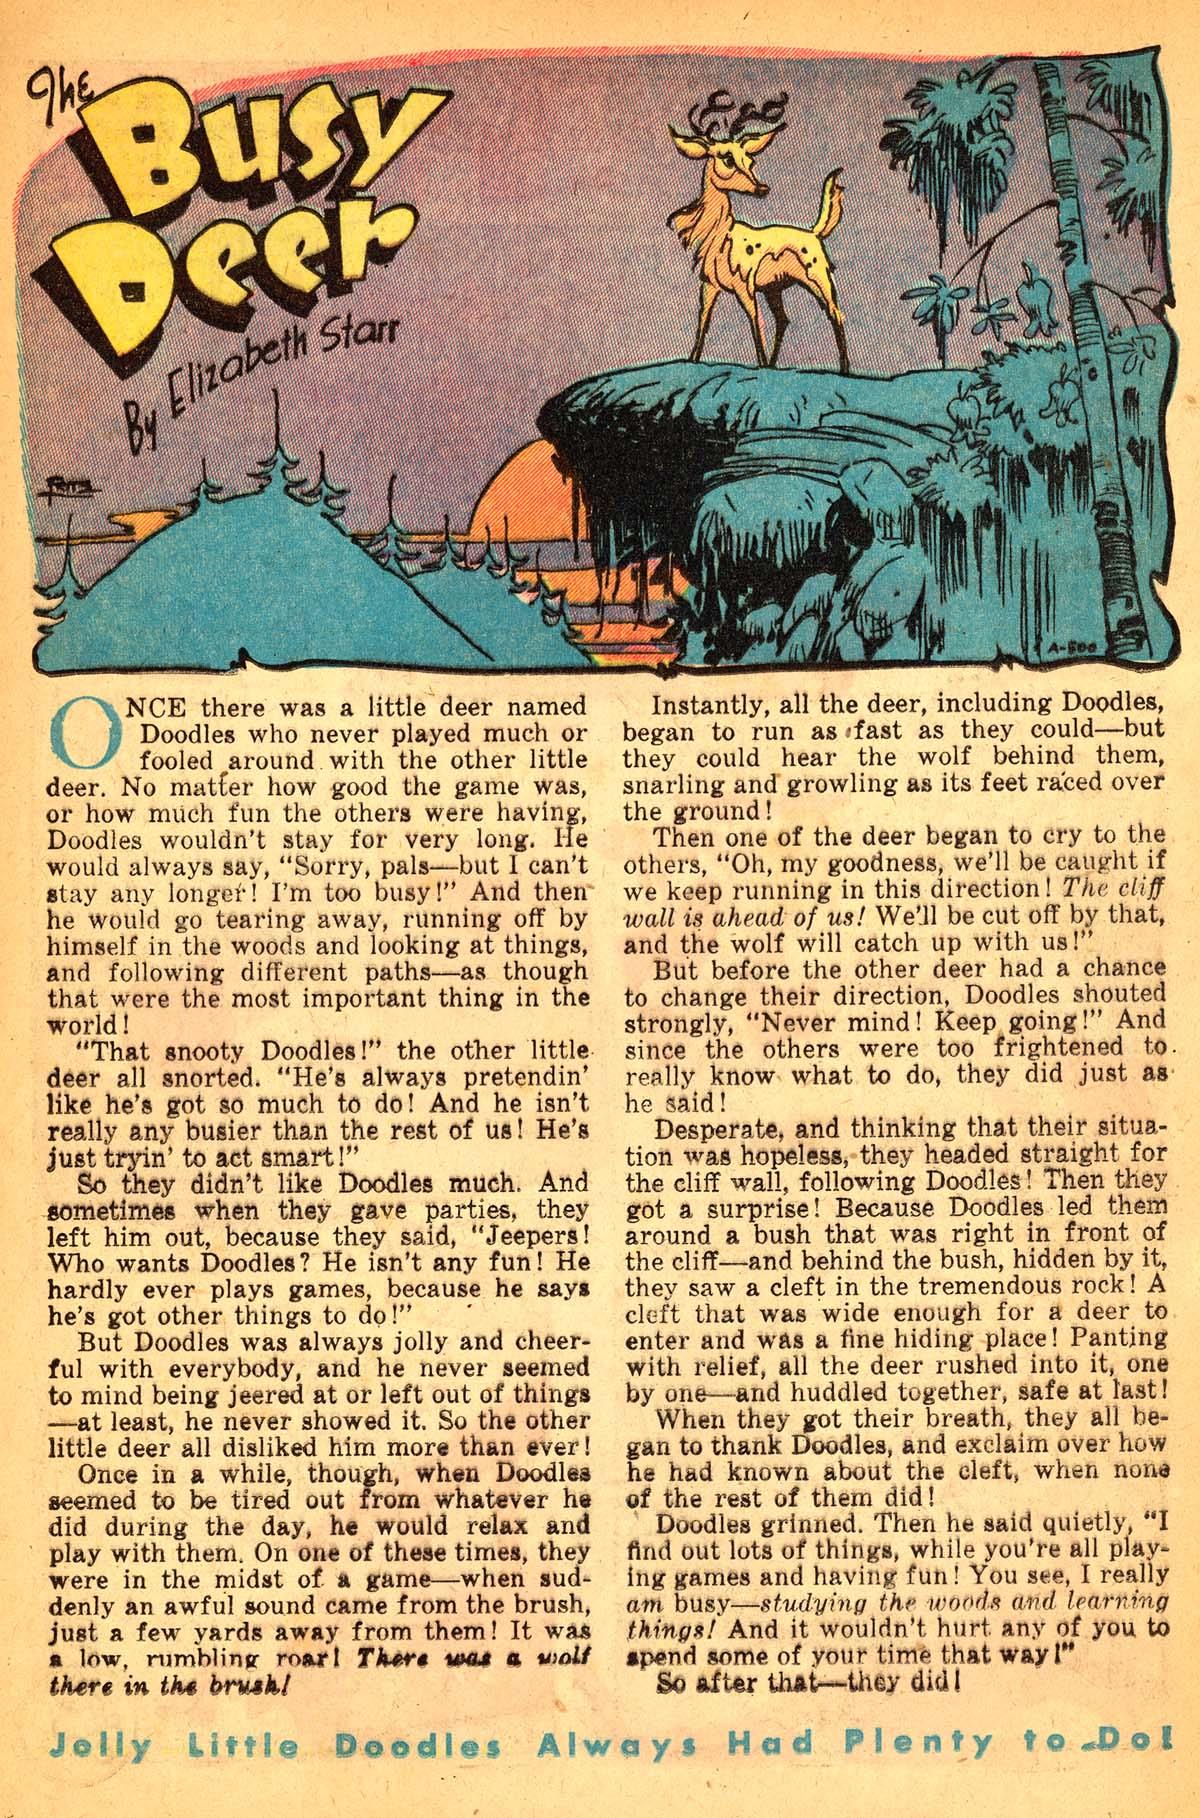 The
Busy
Deer
By Elizabeth Starr
FRITZ
A-500
ONCE there was a little deer named
Doodles who never played much or
fooled around with the other little
deer. No matter how good the game was,
or how much fun the others were having,
Doodles wouldn't stay for very long. He
would always say, "Sorry, pals—but I can't
stay any longer! I'm too busy!" And then
he would go tearing away, running off by
himself in the woods and looking at things,
and following different paths—as though
that were the most important thing in the
world!
"That snooty Doodles!" the other little
deer all snorted. "He's always pretendin'
like he's got so much to do! And he isn't
really any busier than the rest of us! He's
just tryin' to act smart!"
So they didn't like Doodles much. And
sometimes when they gave parties, they
left him out, because they said, "Jeepers!
Who wants Doodles? He isn't any fun! He
hardly ever plays games, because he says
he's got other things to do!"
But Doodles was always jolly and cheer-
ful with everybody, and he never seemed
to mind being jeered at or left out of things
—at least, he never showed it. So the other
little deer all disliked him more than ever!
Once in a while, though, when Doodles
seemed to be tired out from whatever he
did during the day, he would relax and
play with them. On one of these times, they
were in the midst of a game—when sud-
denly an awful sound came from the brush,
just a few yards away from them! It was
a low, rumbling roar! There was a wolf
there in the brush!
Instantly, all the deer, including Doodles,
began to run as fast as they could—but
they could hear the wolf behind them,
snarling and growling as its feet raced over
the ground!
Then one of the deer began to cry to the
others, "Oh, my goodness, we'll be caught if
we keep running in this direction! The cliff
wall is ahead of us! We'll be cut off by that,
and the wolf will catch up with us!"
But before the other deer had a chance
to change their direction, Doodles shouted
strongly, "Never mind! Keep going!" And
since the others were too frightened to
really know what to do, they did just as
he said!
Desperate, and thinking that their situa-
tion was hopeless, they headed straight for
the cliff wall, following Doodles! Then they
got a surprise! Because Doodles led them
around a bush that was right in front of
the cliff—and behind the bush, hidden by it,
they saw a cleft in the tremendous rock! A
cleft that was wide enough for a deer to
enter and was a fine hiding place! Panting
with relief, all the deer rushed into it, one
by one—and huddled together, safe at last!
When they got their breath, they all be-
gan to thank Doodles, and exclaim over how
he had known about the cleft, when none
of the rest of them did!
Doodles grinned. Then he said quietly, "I
find out lots of things, while you're all play-
ing games and having fun! You see, I really
am busy—studying the woods and learning
things! And it wouldn't hurt any of you to
spend some of your time that way!"
So after that—they did!
Jolly Little Doodles Always Had Plenty to Do!